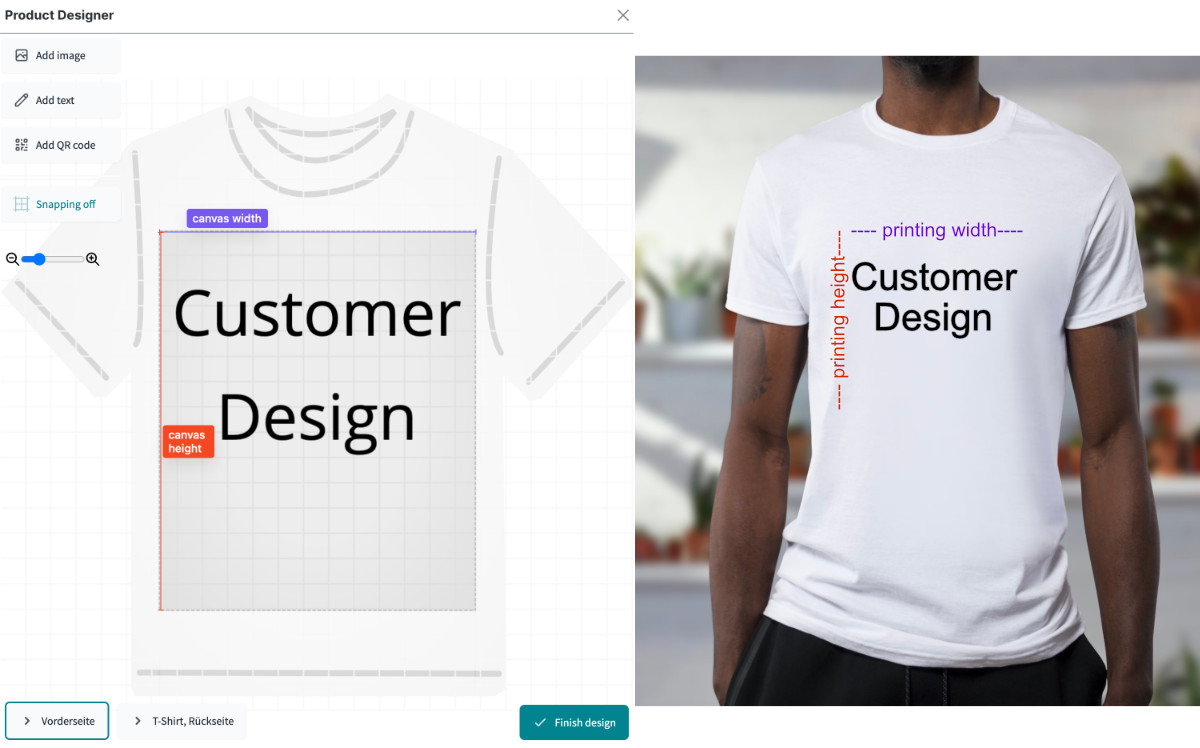 Product Designer
Add image
Add text
Add QR code
Snapping off
canvas width
Customer
Design
canvas
height
Vorderseite
T-Shirt, Rückseite
Finish design
---- printing width----
---- printing height----
Customer
Design